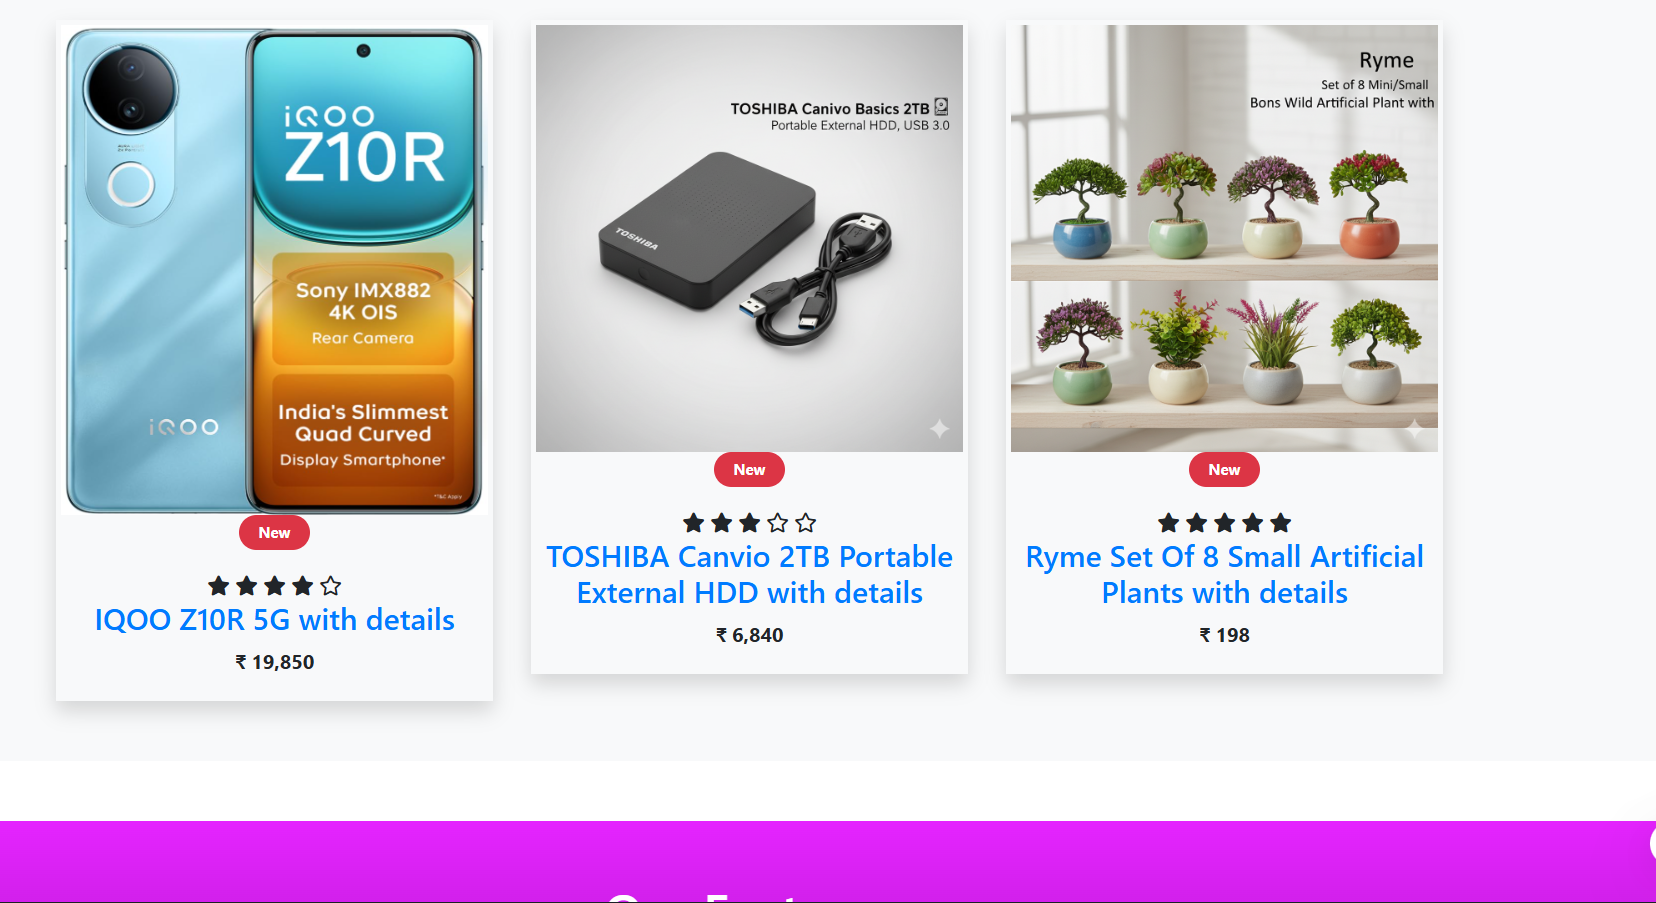 iQOO
Z10R
Sony IMX882
4K OIS
Rear Camera
India's Slimmest
Quad Curved
Display Smartphone*
*T&C Apply
iQOO
New
IQOO Z10R 5G with details
₹ 19,850
TOSHIBA Canivo Basics 2TB
Portable External HDD, USB 3.0
TOSHIBA
New
TOSHIBA Canvio 2TB Portable
External HDD with details
₹ 6,840
Ryme
Set of 8 Mini/Small
Bons Wild Artificial Plant with
New
Ryme Set Of 8 Small Artificial
Plants with details
₹ 198